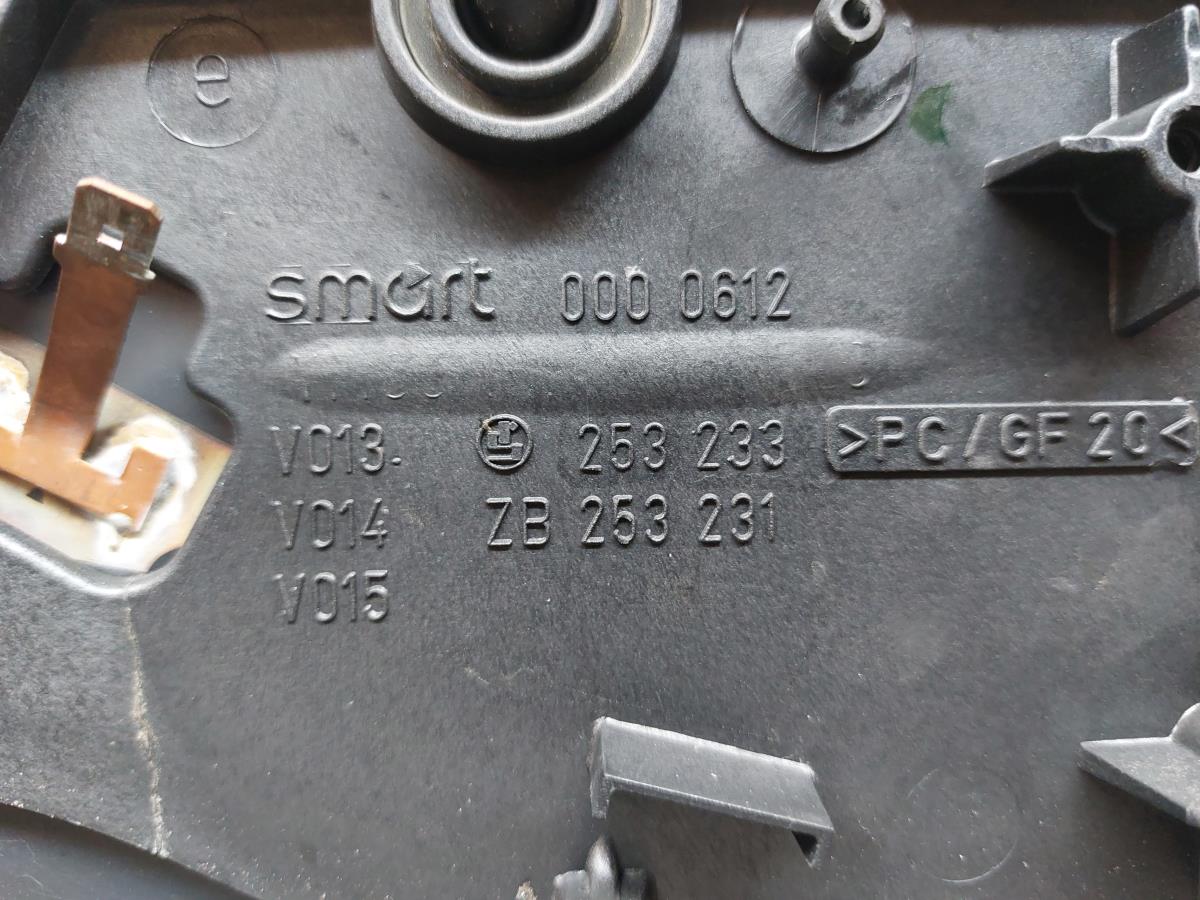 e
smart 000 0612
V013. 253 233 >PC/GF 20<
V014 ZB 253 231
V015